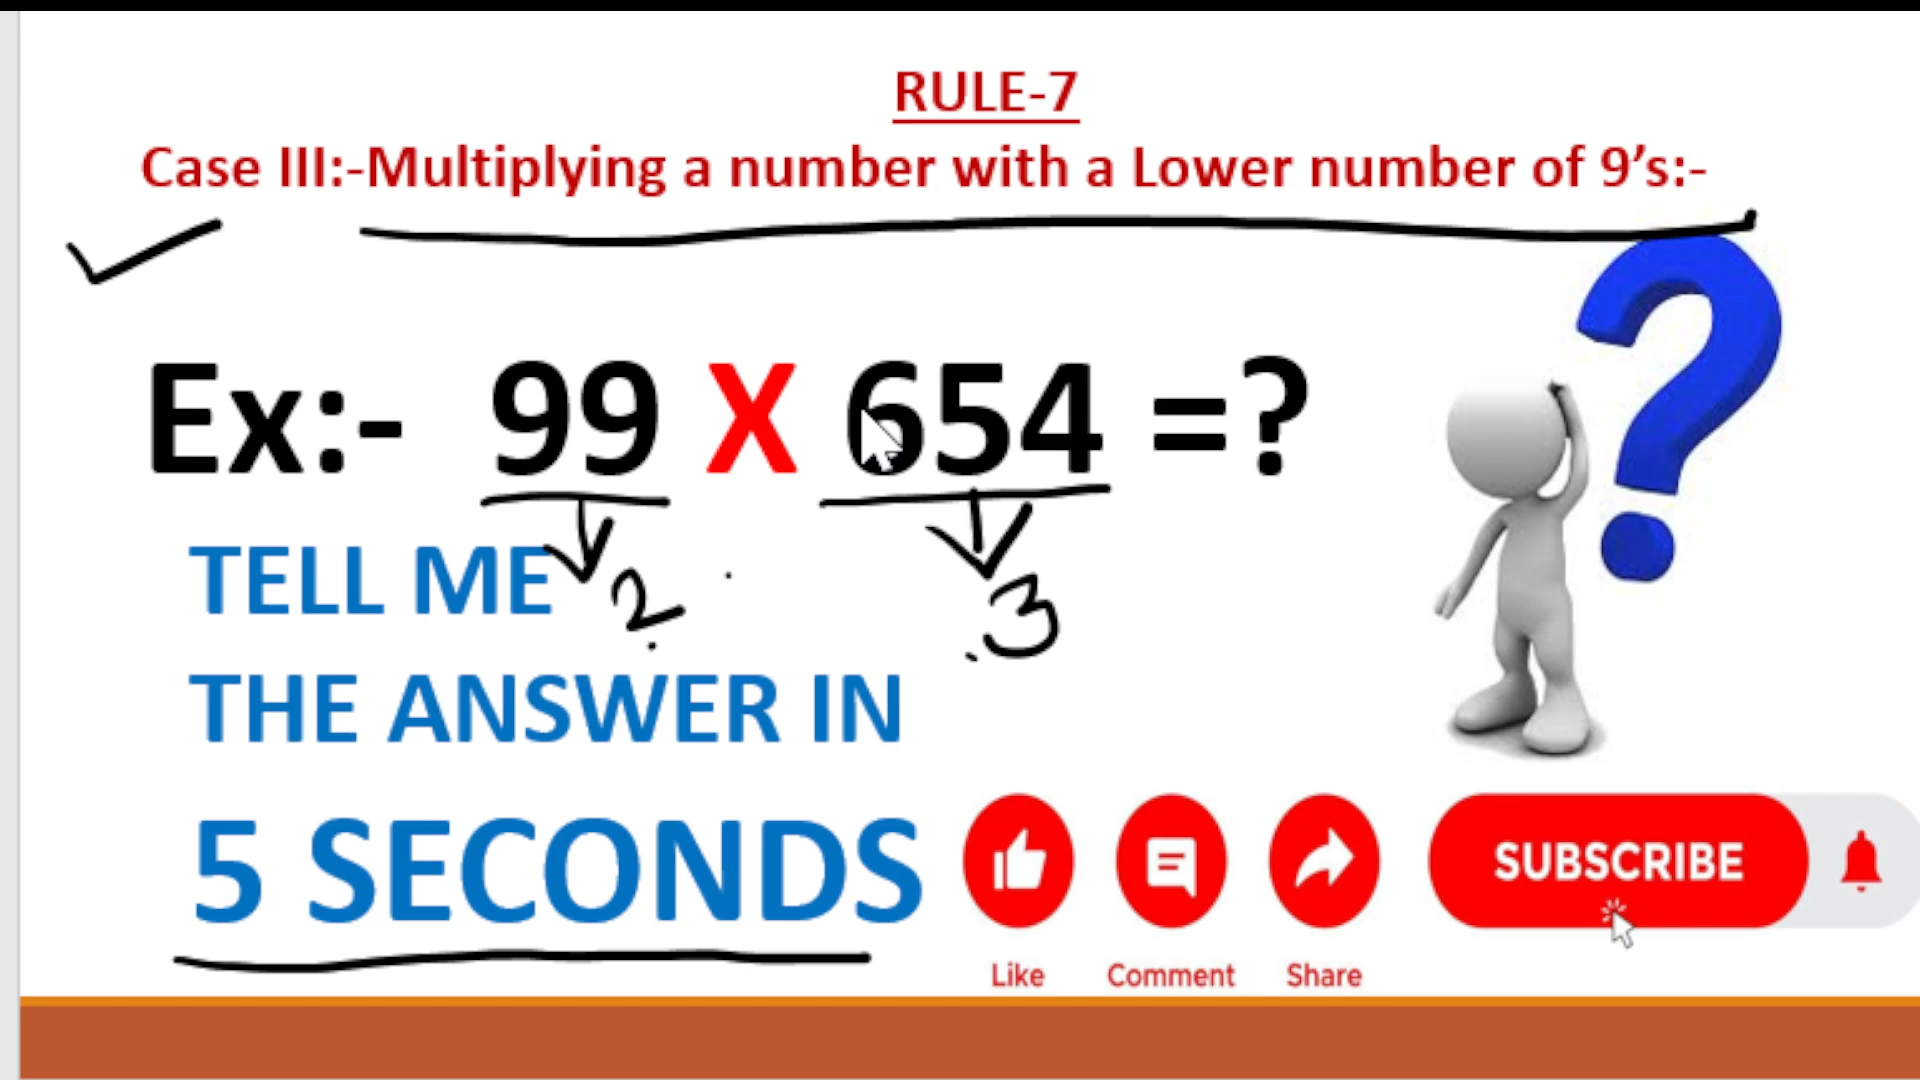 RULE-7
Case III:-Multiplying a number with a Lower number of 9’s:-
Ex:- 99 X 654 =?
2 3
TELL ME
THE ANSWER IN
5 SECONDS
SUBSCRIBE
Like Comment Share